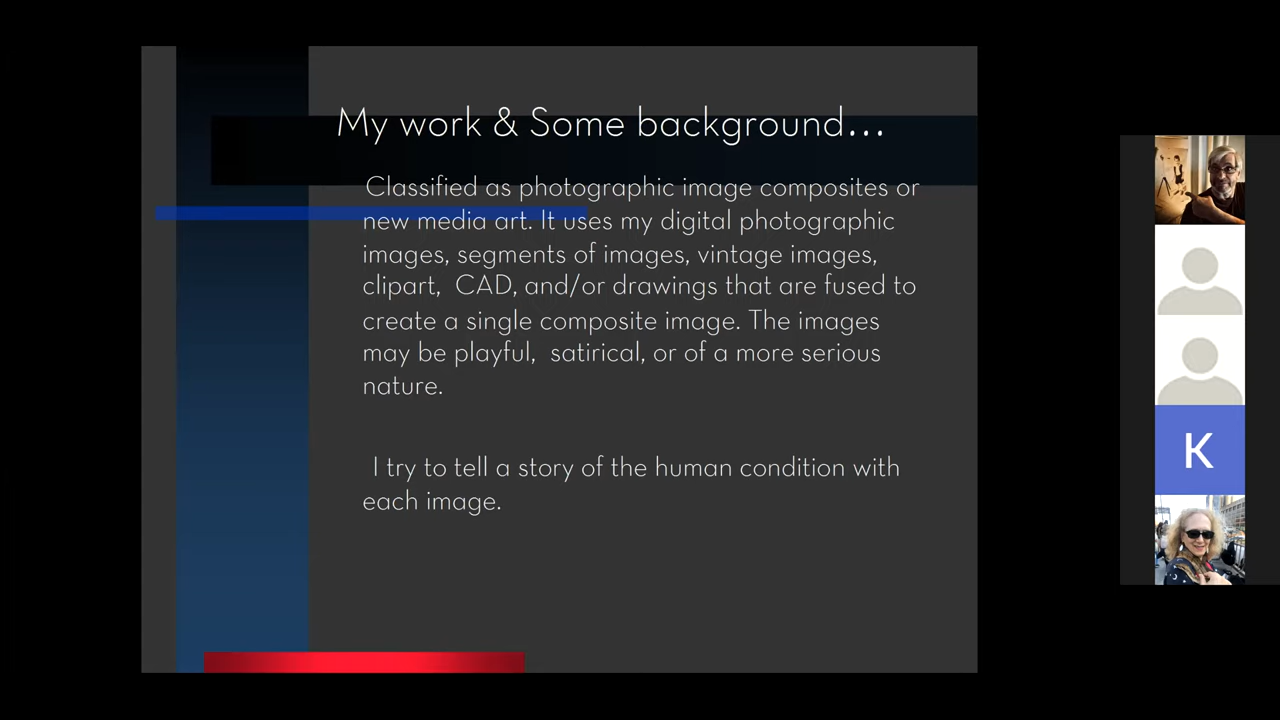 My work & Some background...
Classified as photographic image composites or
new media art. It uses my digital photographic
images, segments of images, vintage images,
clipart,  CAD, and/or drawings that are fused to
create a single composite image. The images
may be playful,  satirical, or of a more serious
nature.
I try to tell a story of the human condition with
each image.
K